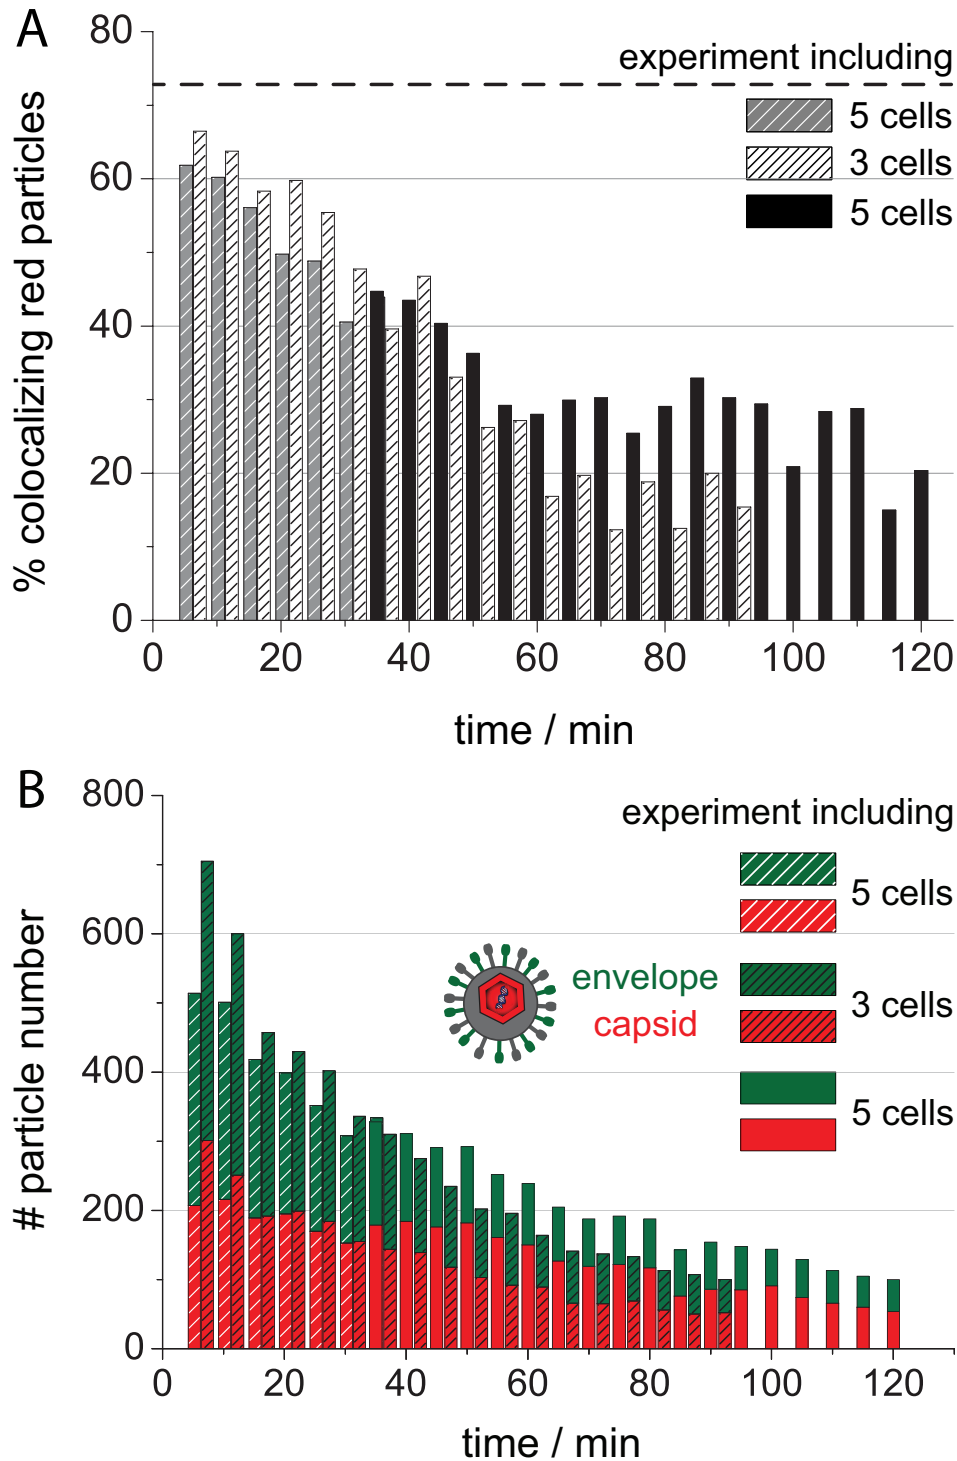 A
80
60
40
20
0
% colocalizing red particles
experiment including
5 cells
3 cells
5 cells
0 20 40 60 80 100 120
time / min
B
800
600
400
200
0
# particle number
experiment including
5 cells
envelope
capsid
3 cells
5 cells
0 20 40 60 80 100 120
time / min